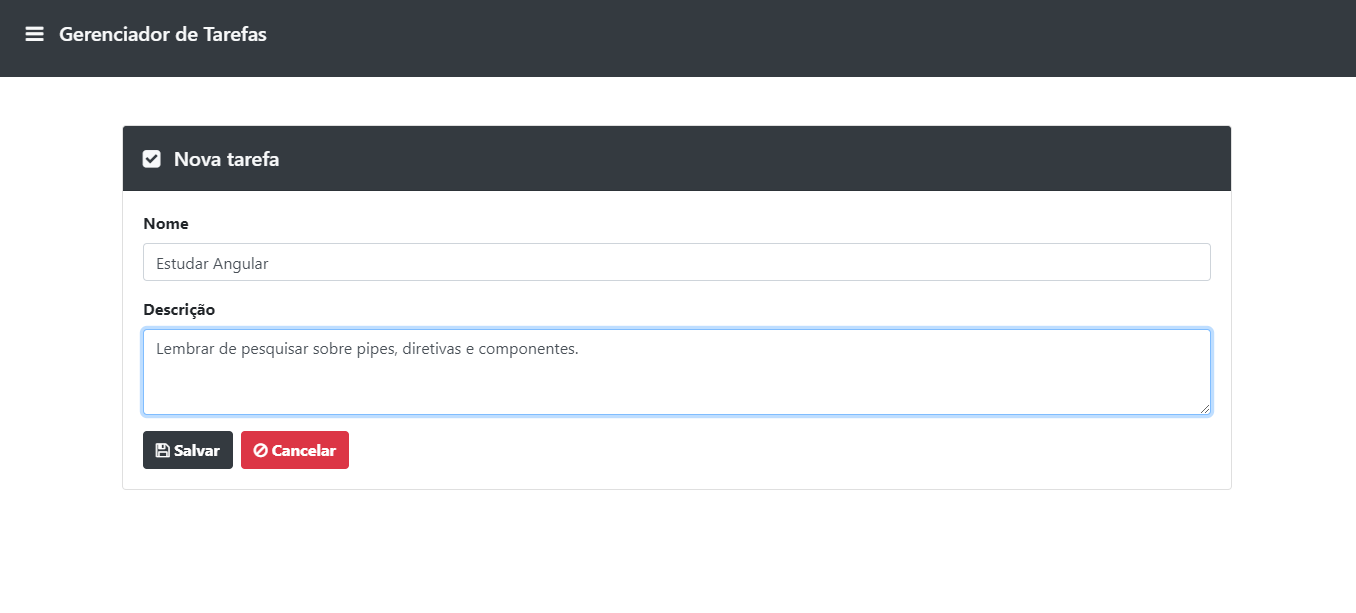 Gerenciador de Tarefas
Nova tarefa
Nome
Estudar Angular
Descrição
Lembrar de pesquisar sobre pipes, diretivas e componentes.
Salvar Cancelar